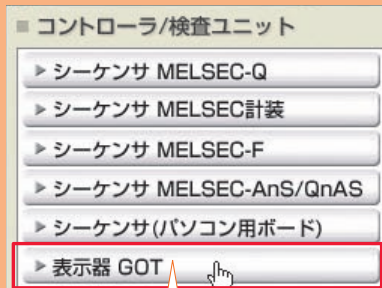 コントローラ/検査ユニット
シーケンサ MELSEC-Q
シーケンサ MELSEC計装
シーケンサ MELSEC-F
シーケンサ MELSEC-AnS/QnAS
シーケンサ(パソコン用ボード)
表示器 GOT